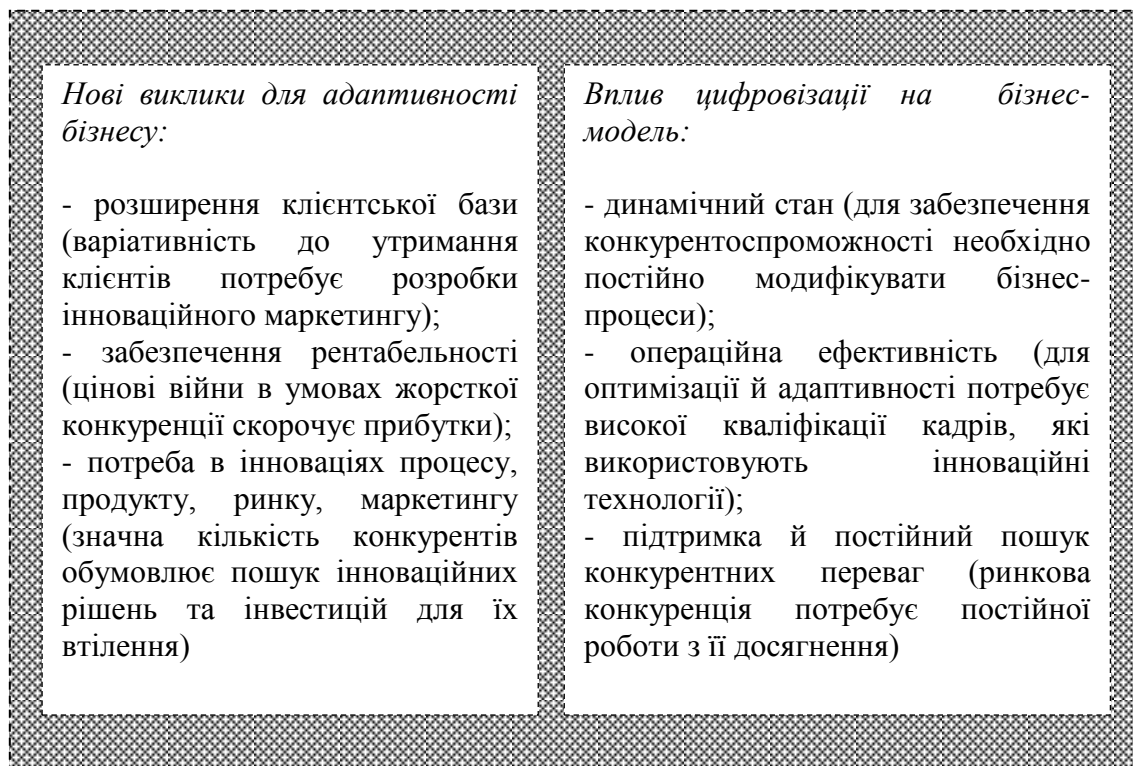 Нові виклики для адаптивності
бізнесу:
- розширення клієнтської бази
(варіативність до утримання
клієнтів потребує розробки
інноваційного маркетингу);
- забезпечення рентабельності
(цінові війни в умовах жорсткої
конкуренції скорочує прибутки);
- потреба в інноваціях процесу,
продукту, ринку, маркетингу
(значна кількість конкурентів
обумовлює пошук інноваційних
рішень та інвестицій для їх
втілення)
Вплив цифровізації на бізнес-
модель:
- динамічний стан (для забезпечення
конкурентоспроможності необхідно
постійно модифікувати бізнес-
процеси);
- операційна ефективність (для
оптимізації й адаптивності потребує
високої кваліфікації кадрів, які
використовують інноваційні
технології);
- підтримка й постійний пошук
конкурентних переваг (ринкова
конкуренція потребує постійної
роботи з її досягнення)